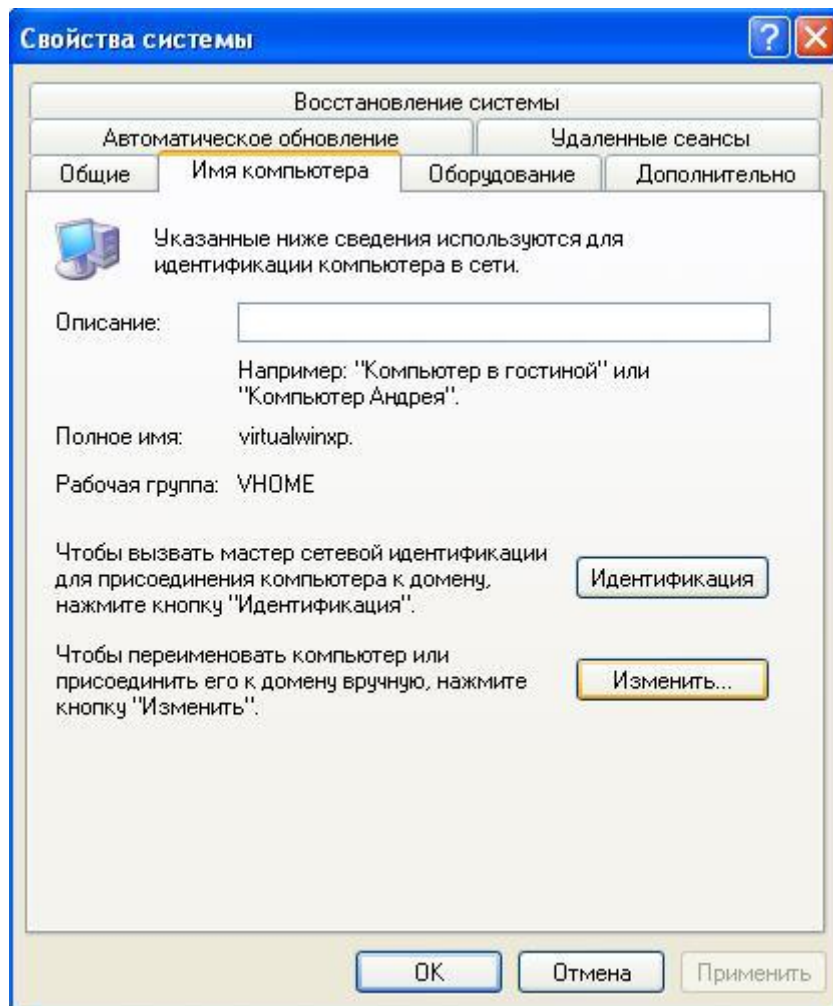 Свойства системы
Восстановление системы
Автоматическое обновление
Удаленные сеансы
Общие
Имя компьютера
Оборудование
Дополнительно
Указанные ниже сведения используются для
идентификации компьютера в сети.
Описание:
Например: "Компьютер в гостиной" или
"Компьютер Андрея".
Полное имя: virtualwinxp.
Рабочая группа: VHOME
Чтобы вызвать мастер сетевой идентификации
для присоединения компьютера к домену,
нажмите кнопку "Идентификация".
Идентификация
Чтобы переименовать компьютер или
присоединить его к домену вручную, нажмите
кнопку "Изменить".
Изменить...
OK
Отмена
Применить